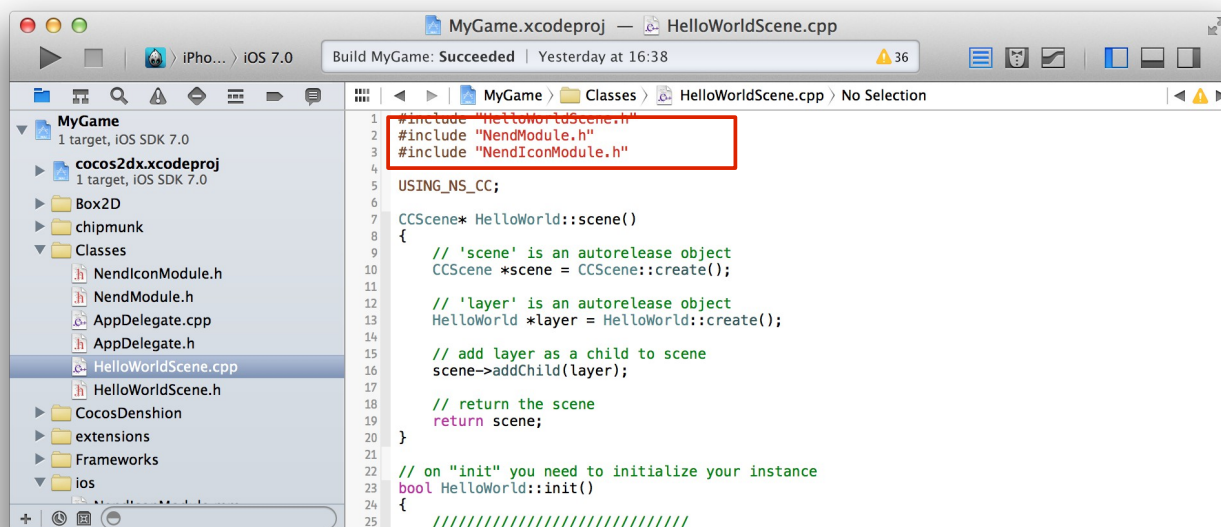 MyGame.xcodeproj — HelloWorldScene.cpp
iPho... › iOS 7.0
Build MyGame: Succeeded | Yesterday at 16:38
36
MyGame › Classes › HelloWorldScene.cpp › No Selection
MyGame
1 target, iOS SDK 7.0
cocos2dx.xcodeproj
1 target, iOS SDK 7.0
Box2D
chipmunk
Classes
NendIconModule.h
NendModule.h
AppDelegate.cpp
AppDelegate.h
HelloWorldScene.cpp
HelloWorldScene.h
CocosDenshion
extensions
Frameworks
ios
1 #include "HelloWorldScene.h"
2 #include "NendModule.h"
3 #include "NendIconModule.h"
4
5 USING_NS_CC;
6
7 CCScene* HelloWorld::scene()
8 {
9 // 'scene' is an autorelease object
10 CCScene *scene = CCScene::create();
11
12 // 'layer' is an autorelease object
13 HelloWorld *layer = HelloWorld::create();
14
15 // add layer as a child to scene
16 scene->addChild(layer);
17
18 // return the scene
19 return scene;
20 }
21
22 // on "init" you need to initialize your instance
23 bool HelloWorld::init()
24 {
25 //////////////////////////////